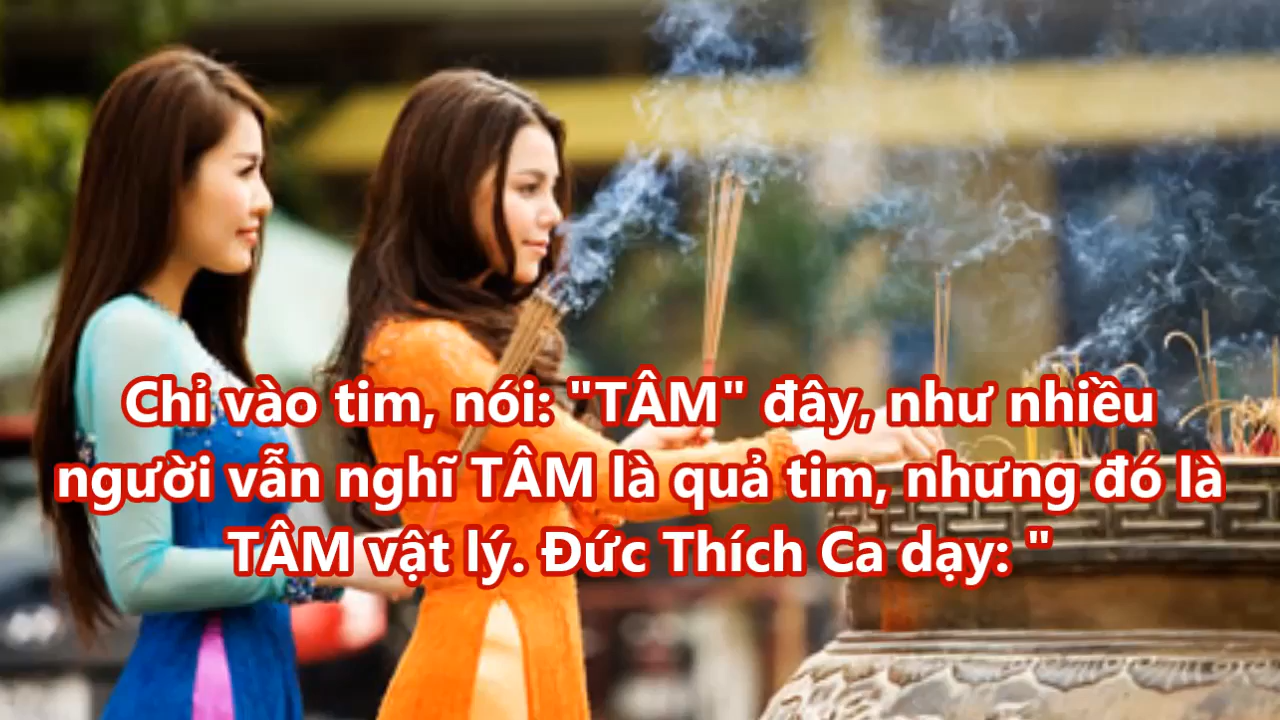 Chỉ vào tim, nói: "TÂM" đây, như nhiều
người vẫn nghĩ TÂM là quả tim, nhưng đó là
TÂM vật lý. Đức Thích Ca dạy: "